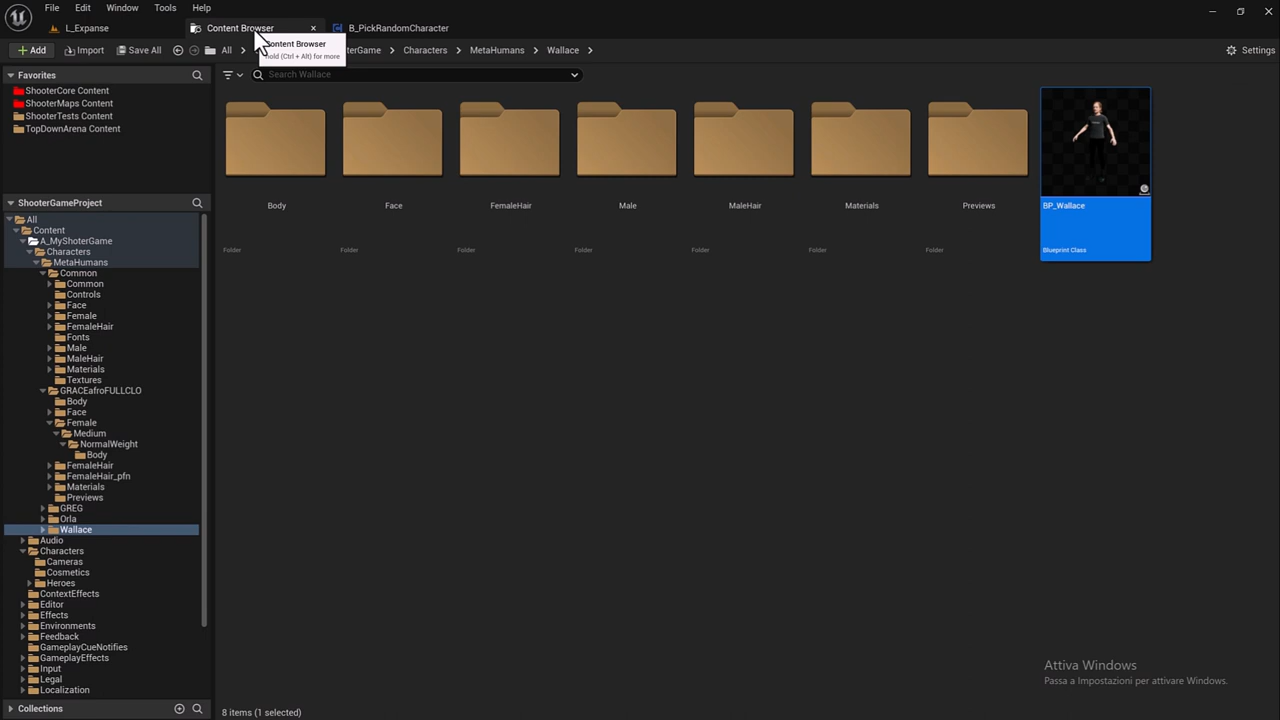 File Edit Window Tools Help
L_Expanse Content Browser B_PickRandomCharacter
Content Browser
hold (Ctrl + Alt) for more
Add Import Save All All Characters MetaHumans Wallace Settings
Favorites
Search Wallace
ShooterCore Content
ShooterMaps Content
ShooterTests Content
TopDownArena Content
ShooterGameProject
All
Content
A_MyShoterGame
Characters
MetaHumans
Common
Common
Controls
Face
Female
FemaleHair
Fonts
Male
MaleHair
Materials
Textures
GRACEafroFULLCLO
Body
Face
Female
Medium
NormalWeight
Body
FemaleHair
FemaleHair_pfn
Materials
Previews
GREG
Orla
Wallace
Audio
Characters
Cameras
Cosmetics
Heroes
ContextEffects
Editor
Effects
Environments
Feedback
GameplayCueNotifies
GameplayEffects
Input
Legal
Localization
Collections
Body Face FemaleHair Male MaleHair Materials Previews BP_Wallace
Folder Folder Folder Folder Folder Folder Folder Blueprint Class
Attiva Windows
Passa a Impostazioni per attivare Windows.
8 items (1 selected)